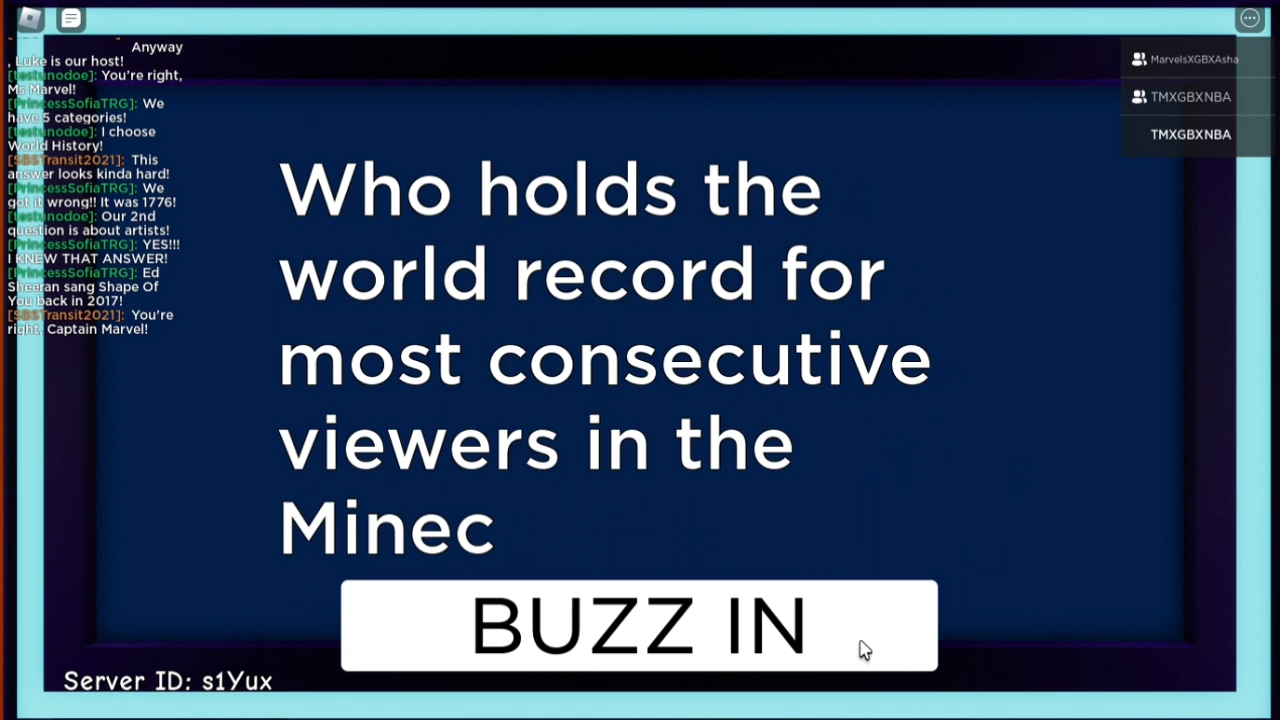 Anyway
, Luke is our host!
[testunodoe]: You're right,
Ms Marvel!
[PrincessSofiaTRG]: We
have 5 categories!
[testunodoe]: I choose
World History!
[SBSTransit2021]: This
answer looks kinda hard!
[PrincessSofiaTRG]: We
got it wrong!! It was 1776!
[testunodoe]: Our 2nd
question is about artists!
[PrincessSofiaTRG]: YES!!!
I KNEW THAT ANSWER!
[PrincessSofiaTRG]: Ed
Sheeran sang Shape Of
You back in 2017!
[SBSTransit2021]: You're
right, Captain Marvel!
MarvelsXGBXAsha
TMXGBXNBA
TMXGBXNBA
Who holds the
world record for
most consecutive
viewers in the
Minec
BUZZ IN
Server ID: s1Yux